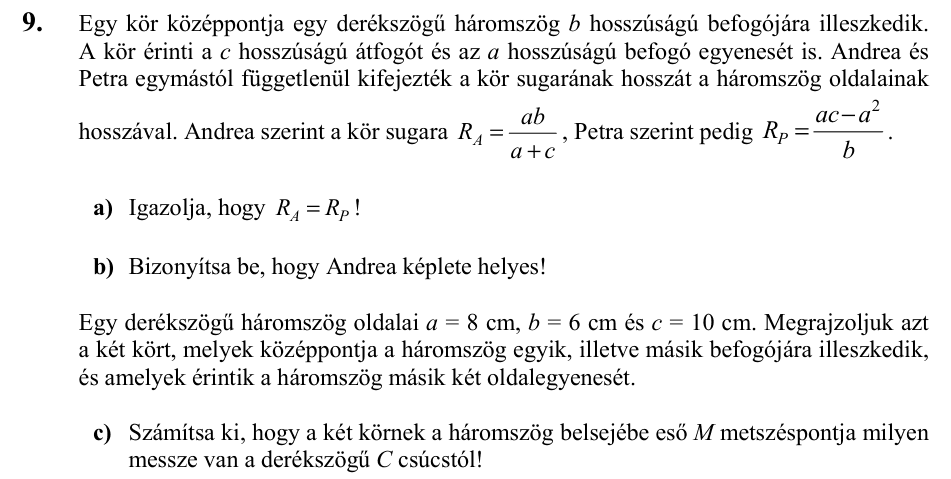 9. Egy kör középpontja egy derékszögű háromszög b hosszúságú befogójára illeszkedik.
A kör érinti a c hosszúságú átfogót és az a hosszúságú befogó egyenesét is. Andrea és
Petra egymástól függetlenül kifejezték a kör sugarának hosszát a háromszög oldalainak
hosszával. Andrea szerint a kör sugara R_A = \frac{ab}{a+c}, Petra szerint pedig R_P = \frac{ac-a^2}{b}.
a) Igazolja, hogy R_A = R_P!
b) Bizonyítsa be, hogy Andrea képlete helyes!
Egy derékszögű háromszög oldalai a = 8 cm, b = 6 cm és c = 10 cm. Megrajzoljuk azt
a két kört, melyek középpontja a háromszög egyik, illetve másik befogójára illeszkedik,
és amelyek érintik a háromszög másik két oldalegyenesét.
c) Számítsa ki, hogy a két körnek a háromszög belsejébe eső M metszéspontja milyen
messze van a derékszögű C csúcstól!